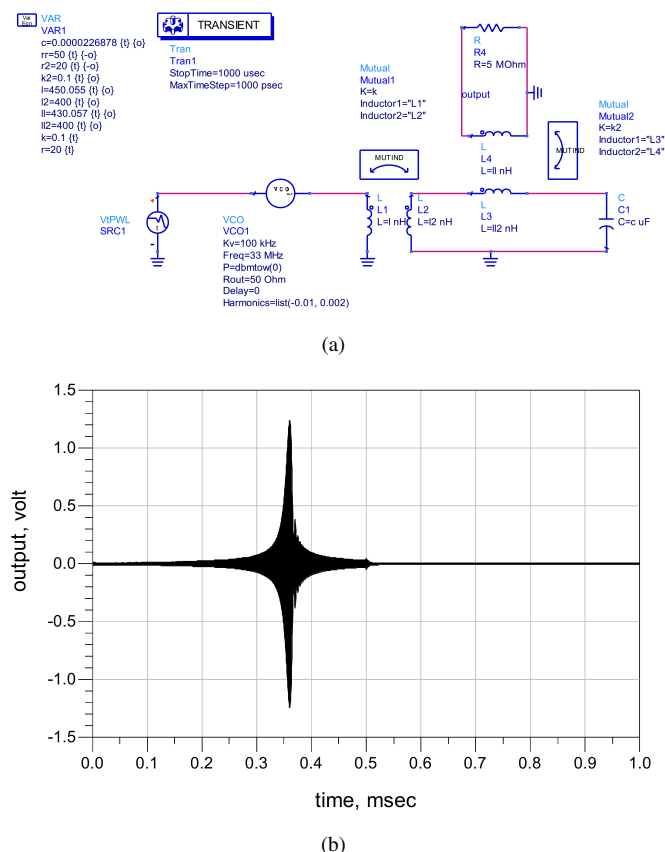 Var
Eqn
VAR
VAR1
c=0.0000226878 {t} {o}
rr=50 {t} {-o}
r2=20 {t} {-o}
k2=0.1 {t} {o}
l=450.055 {t} {o}
l2=400 {t} {o}
ll=430.057 {t} {o}
ll2=400 {t} {o}
k=0.1 {t}
r=20 {t}
TRANSIENT
Tran
Tran1
StopTime=1000 usec
MaxTimeStep=1000 psec
R
R4
R=5 MOhm
output
Mutual
Mutual1
K=k
Inductor1="L1"
Inductor2="L2"
Mutual
Mutual2
K=k2
Inductor1="L3"
Inductor2="L4"
MUTIND
MUTIND
L
L4
L=ll nH
VtPWL
SRC1
t
VCO
VCO
VCO1
Kv=100 kHz
Freq=33 MHz
P=dbmtow(0)
Rout=50 Ohm
Delay=0
Harmonics=list(-0.01, 0.002)
L
L1
L=l nH
L
L2
L=l2 nH
L
L3
L=ll2 nH
C
C1
C=c uF
(a)
output, volt
1.5
1.0
0.5
0.0
-0.5
-1.0
-1.5
0.0 0.1 0.2 0.3 0.4 0.5 0.6 0.7 0.8 0.9 1.0
time, msec
(b)